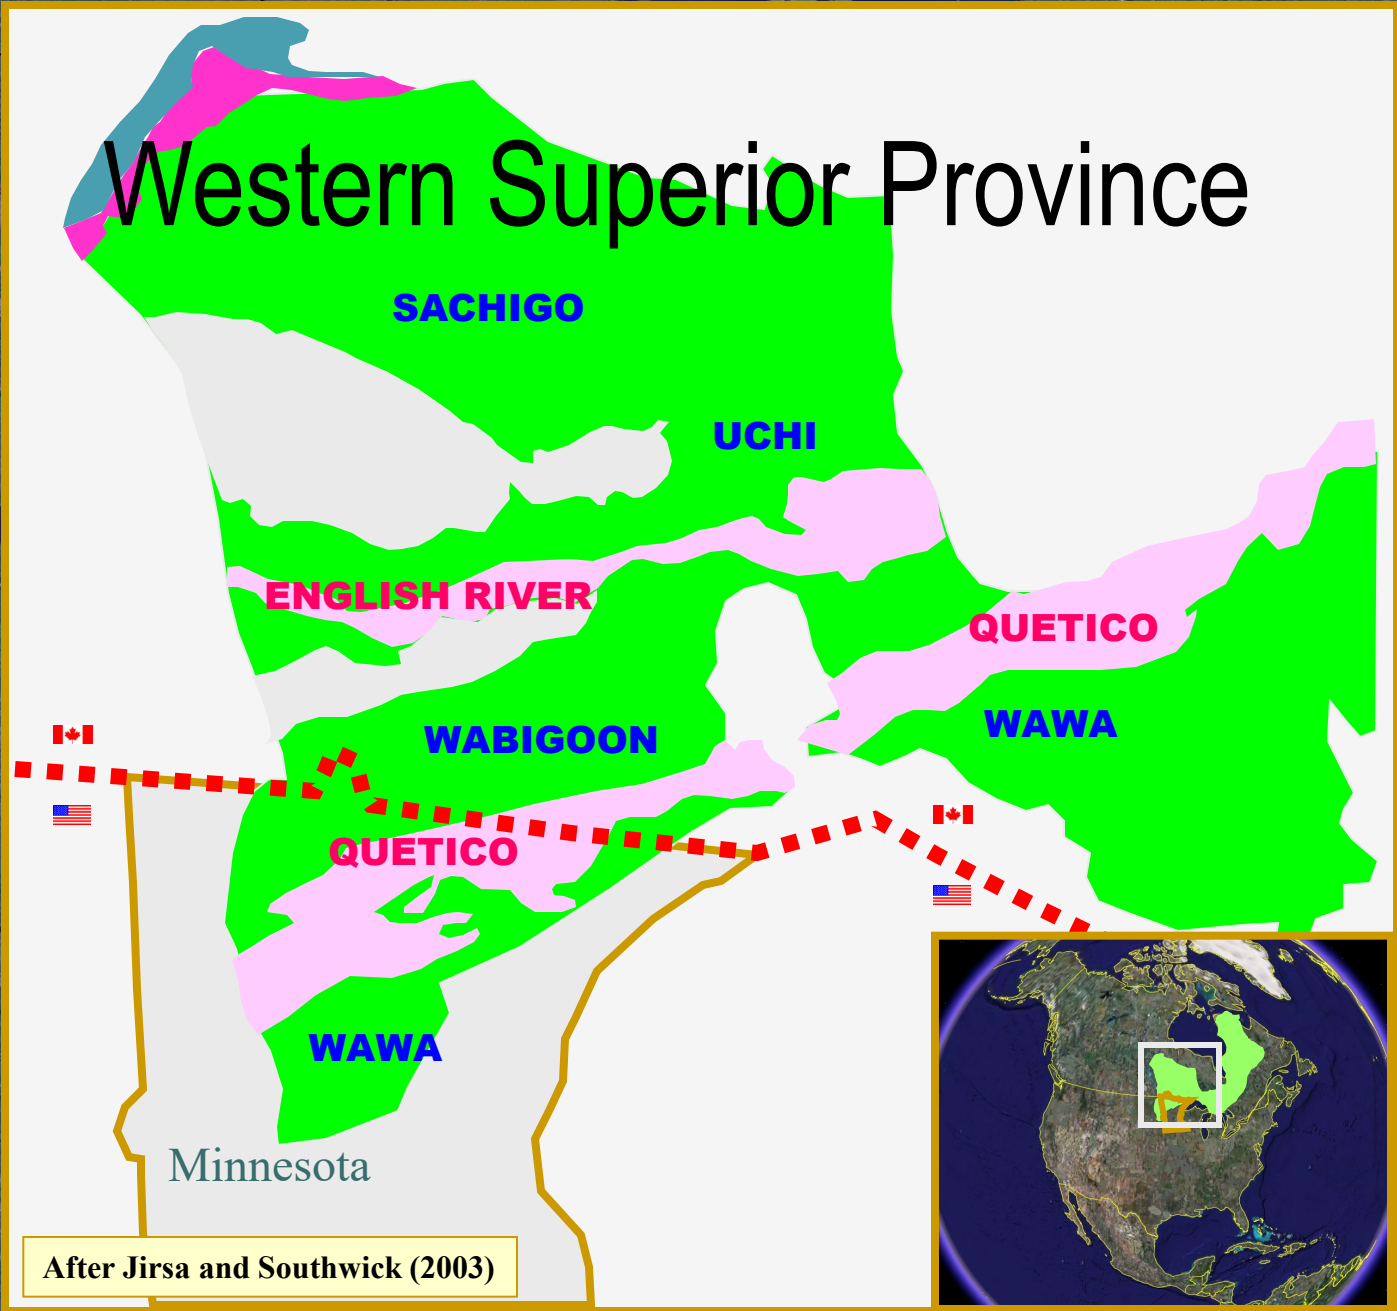 Western Superior Province
SACHIGO
UCHI
ENGLISH RIVER
QUETICO
WAWA
WABIGOON
QUETICO
WAWA
Minnesota
After Jirsa and Southwick (2003)